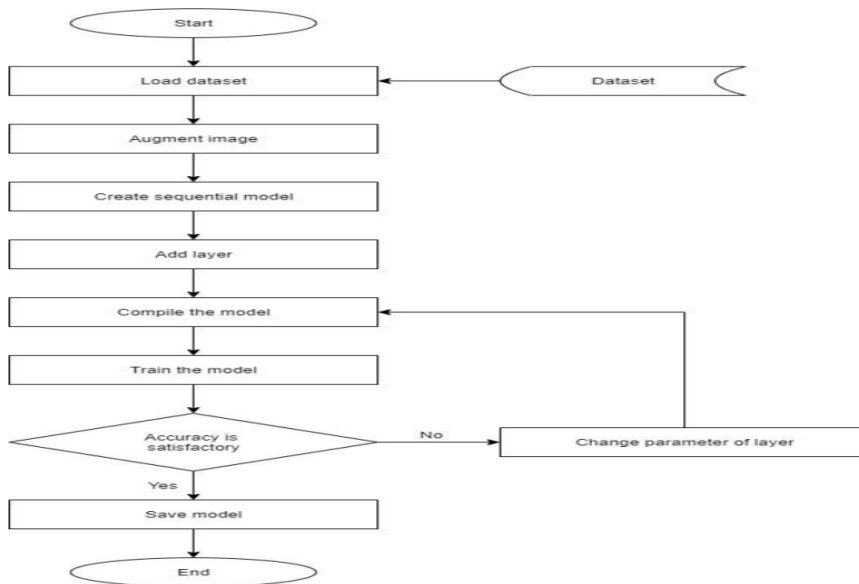 Start
Load dataset
Dataset
Augment image
Create sequential model
Add layer
Compile the model
Train the model
Accuracy is
satisfactory
No
Change parameter of layer
Yes
Save model
End